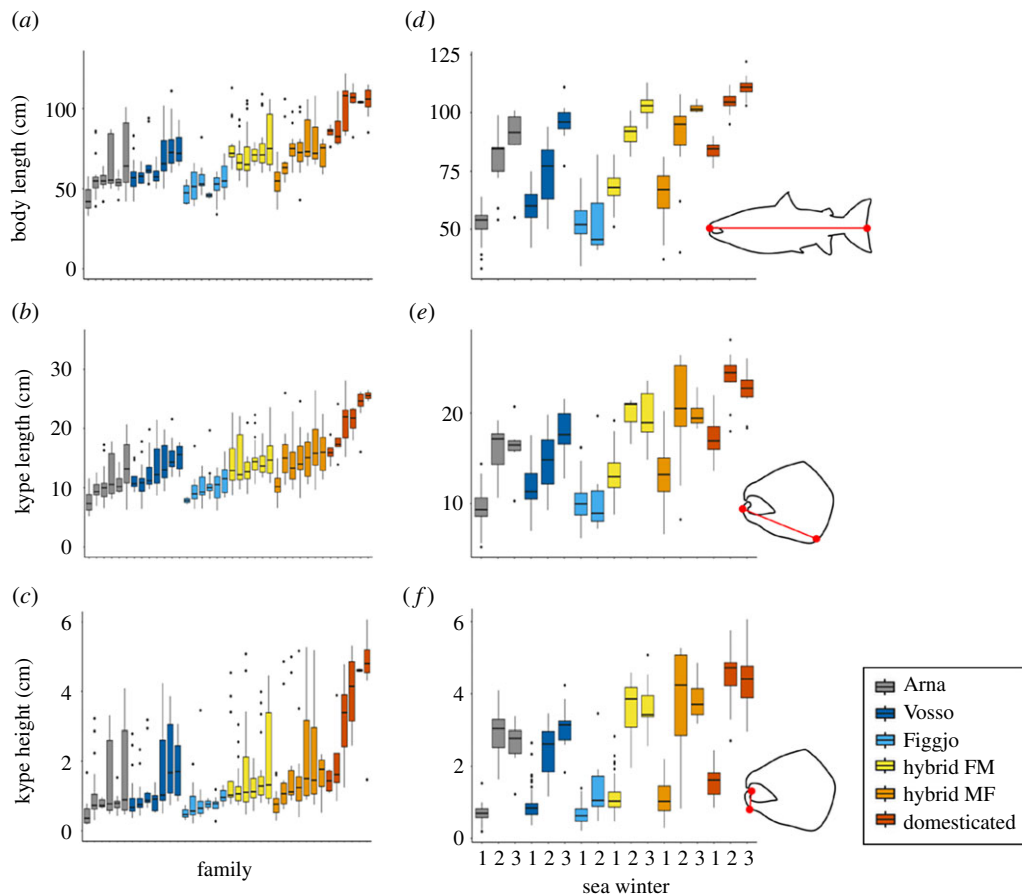 (a)
body length (cm)
100
50
0
(b)
kype length (cm)
30
20
10
0
(c)
kype height (cm)
6
4
2
0
family
(d)
125
100
75
50
(e)
20
10
(f)
6
4
2
0
1 2 3 1 2 3 1 2 1 2 3 1 2 3 1 2 3
sea winter
Arna
Vosso
Figgjo
hybrid FM
hybrid MF
domesticated